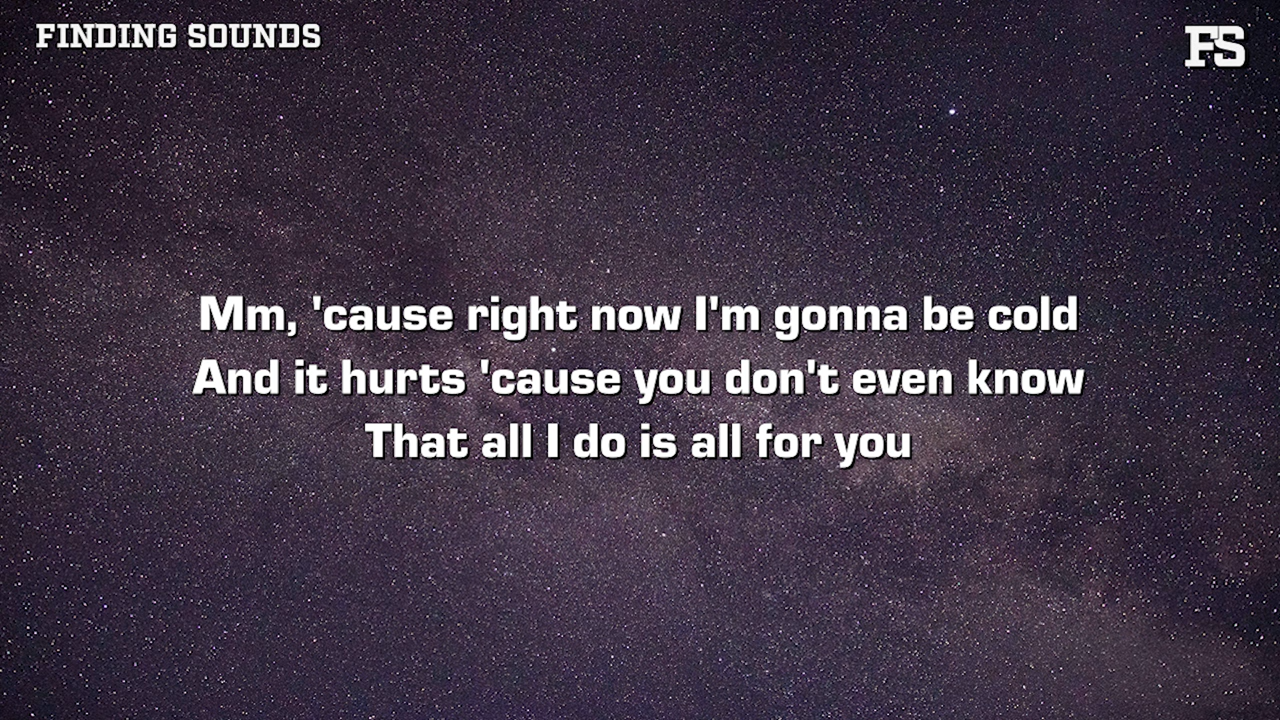 FINDING SOUNDS
FS
Mm, 'cause right now I'm gonna be cold
And it hurts 'cause you don't even know
That all I do is all for you